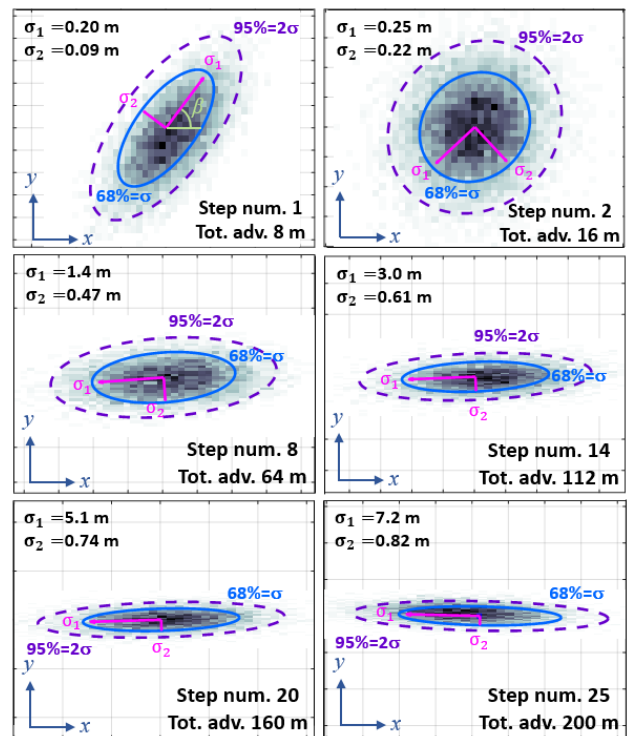 σ₁ =0.20 m
σ₂ =0.09 m
95%=2σ
σ₁
σ₂
β
68%=σ
y
x
Step num. 1
Tot. adv. 8 m
σ₁ =0.25 m
σ₂ =0.22 m
95%=2σ
σ₁
σ₂
68%=σ
y
x
Step num. 2
Tot. adv. 16 m
σ₁ =1.4 m
σ₂ =0.47 m
95%=2σ
68%=σ
σ₁
σ₂
y
x
Step num. 8
Tot. adv. 64 m
σ₁ =3.0 m
σ₂ =0.61 m
95%=2σ
68%=σ
σ₁
σ₂
y
x
Step num. 14
Tot. adv. 112 m
σ₁ =5.1 m
σ₂ =0.74 m
68%=σ
σ₁
σ₂
95%=2σ
y
x
Step num. 20
Tot. adv. 160 m
σ₁ =7.2 m
σ₂ =0.82 m
68%=σ
σ₁
σ₂
95%=2σ
y
x
Step num. 25
Tot. adv. 200 m